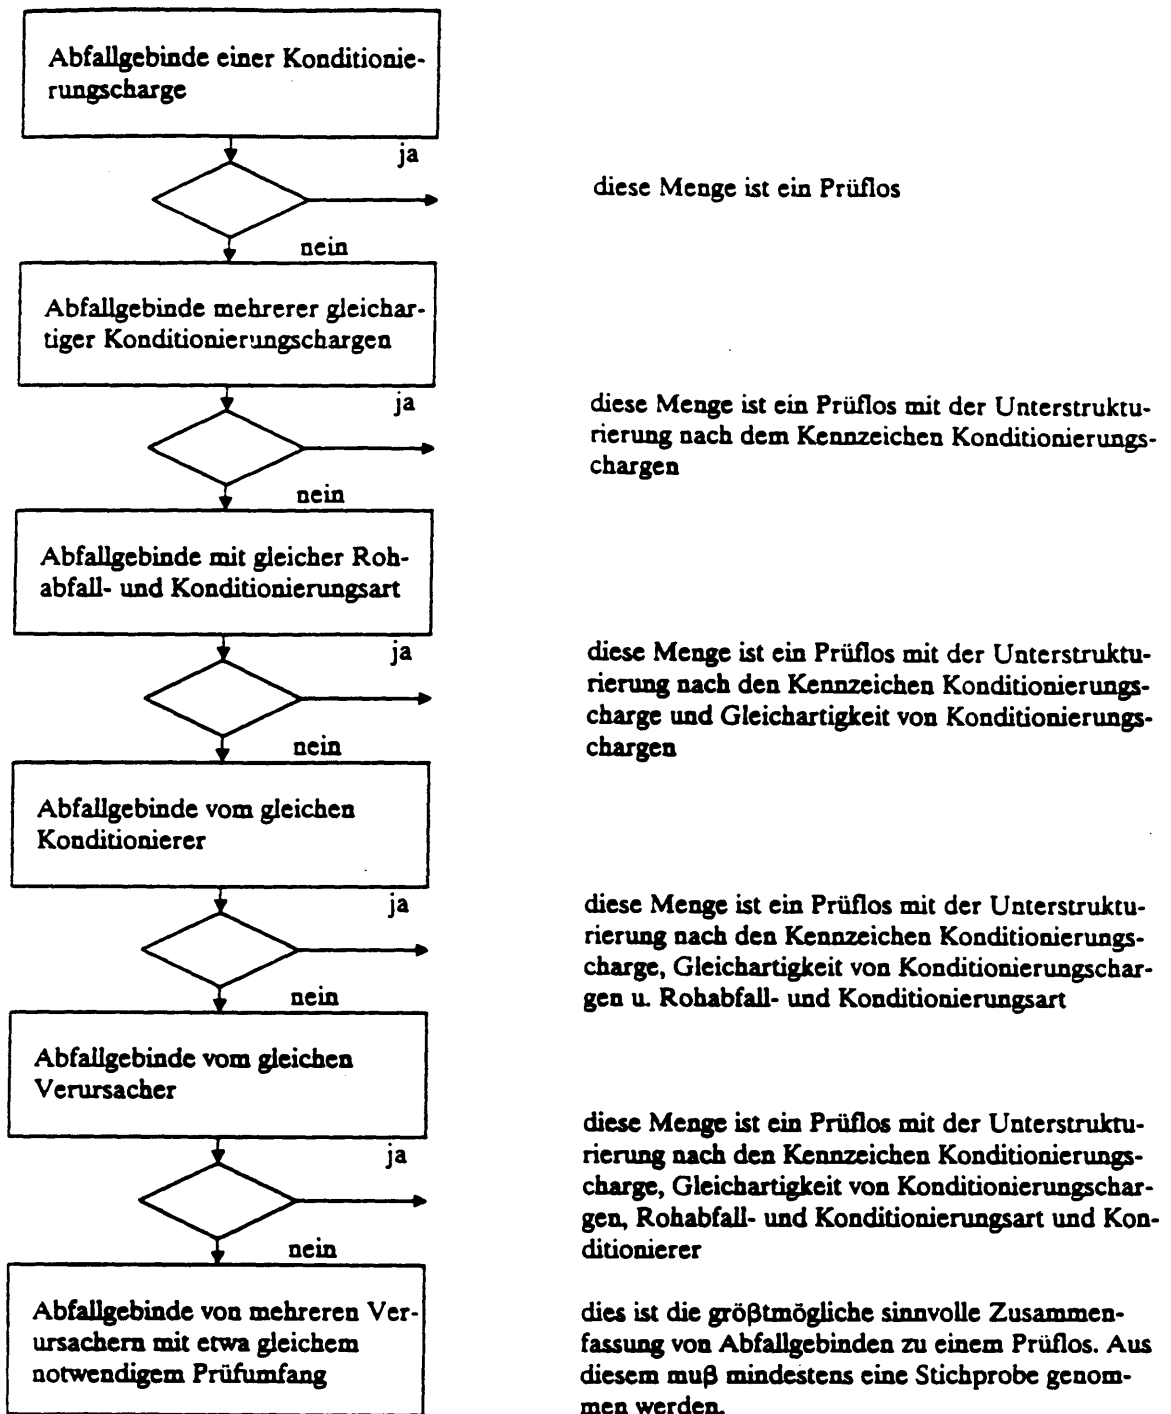 Abfallgebinde einer Konditionie-
rungscharge
ja
diese Menge ist ein Prüflos
nein
Abfallgebinde mehrerer gleichar-
tiger Konditionierungschargen
ja
diese Menge ist ein Prüflos mit der Unterstruktu-
rierung nach dem Kennzeichen Konditionierungs-
chargen
nein
Abfallgebinde mit gleicher Roh-
abfall- und Konditionierungsart
ja
diese Menge ist ein Prüflos mit der Unterstruktu-
rierung nach den Kennzeichen Konditionierungs-
charge und Gleichartigkeit von Konditionierungs-
chargen
nein
Abfallgebinde vom gleichen
Konditionierer
ja
diese Menge ist ein Prüflos mit der Unterstruktu-
rierung nach den Kennzeichen Konditionierungs-
charge, Gleichartigkeit von Konditionierungschar-
gen u. Rohabfall- und Konditionierungsart
nein
Abfallgebinde vom gleichen
Verursacher
ja
diese Menge ist ein Prüflos mit der Unterstruktu-
rierung nach den Kennzeichen Konditionierungs-
charge, Gleichartigkeit von Konditionierungschar-
gen, Rohabfall- und Konditionierungsart und Kon-
ditionierer
nein
Abfallgebinde von mehreren Ver-
ursachern mit etwa gleichem
notwendigem Prüfumfang
dies ist die größtmögliche sinnvolle Zusammen-
fassung von Abfallgebinden zu einem Prüflos. Aus
diesem muß mindestens eine Stichprobe genom-
men werden.